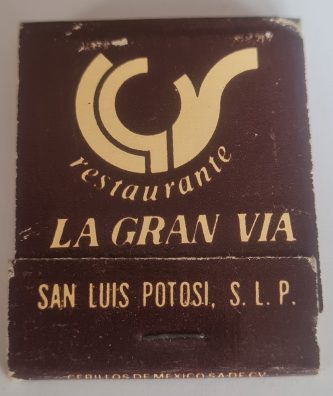 restaurante
LA GRAN VIA
SAN LUIS POTOSI, S. L. P.
CERILLOS DE MEXICO S.A. DE C.V.